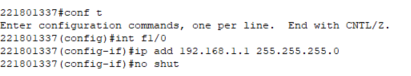 221801337#conf t
Enter configuration commands, one per line.  End with CNTL/Z.
221801337(config)#int f1/0
221801337(config-if)#ip add 192.168.1.1 255.255.255.0
221801337(config-if)#no shut